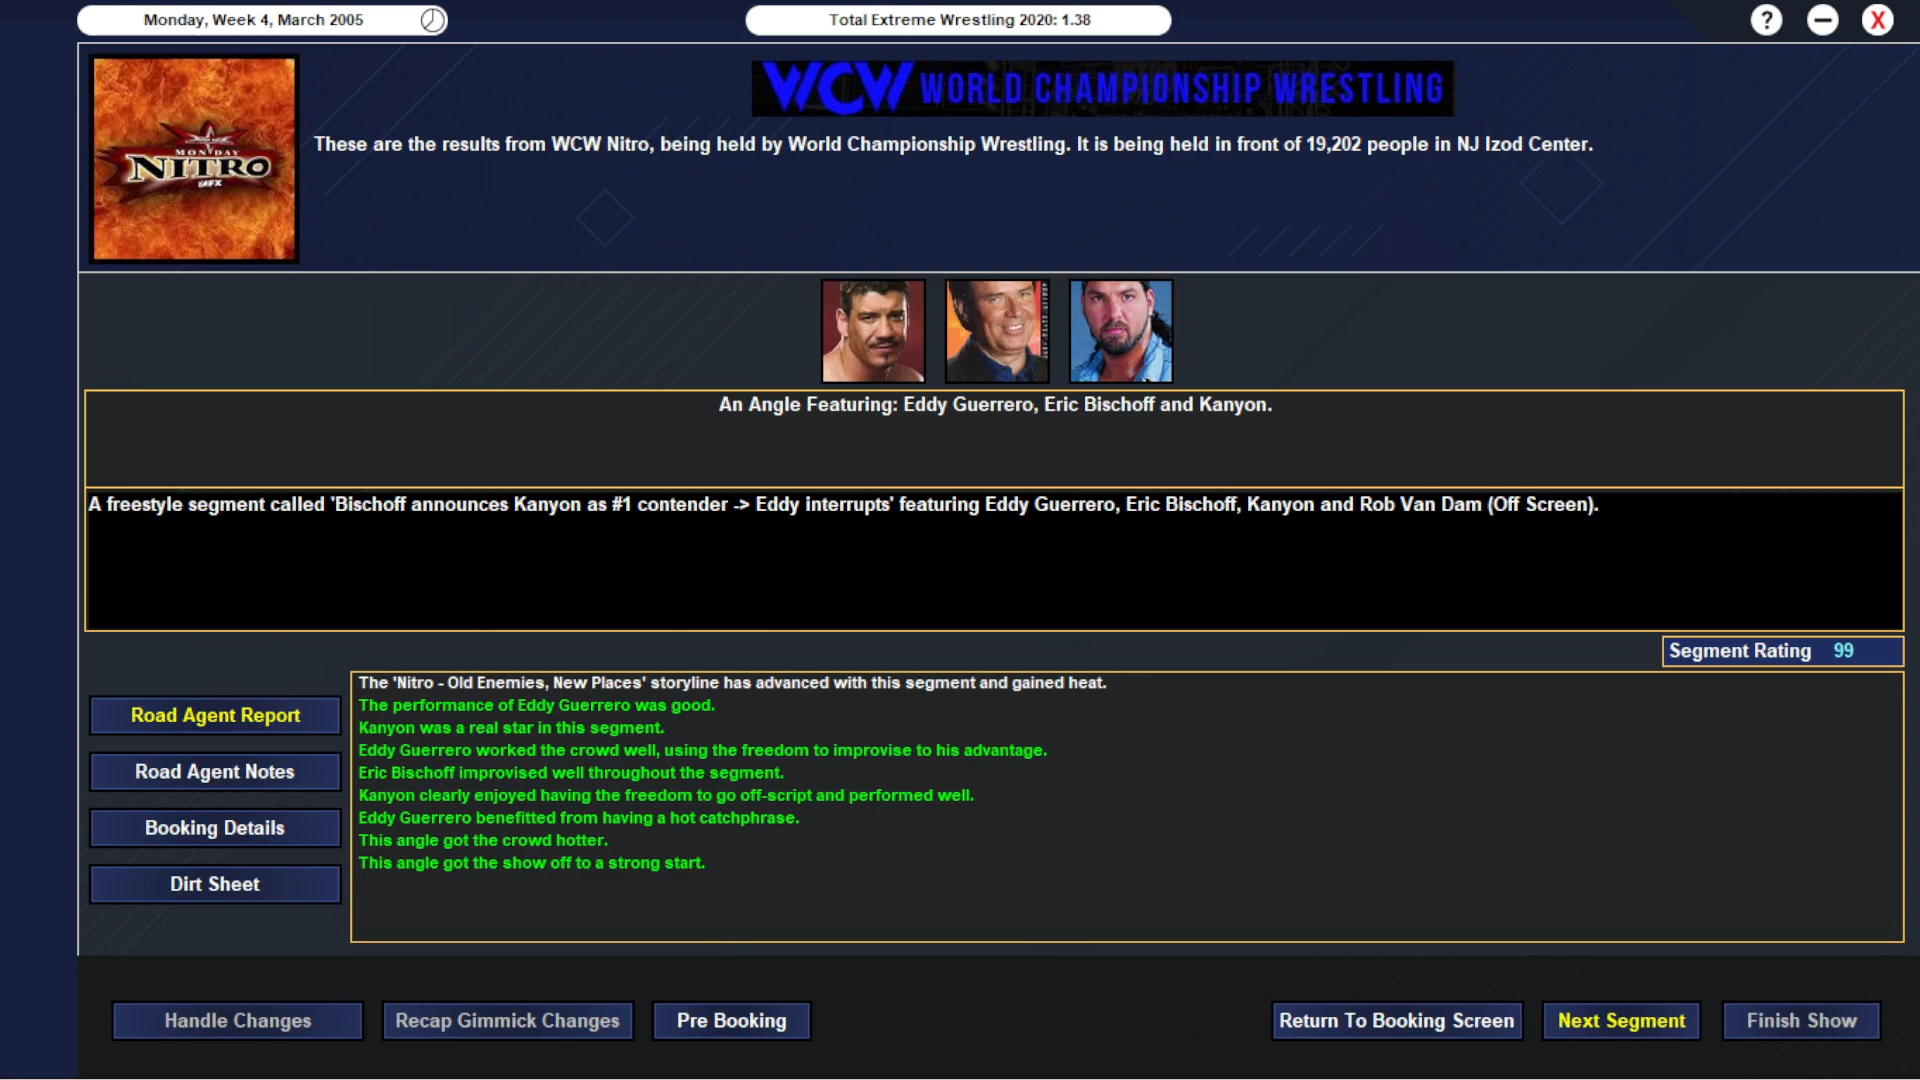 Monday, Week 4, March 2005
Total Extreme Wrestling 2020: 1.38
?
X
WCW WORLD CHAMPIONSHIP WRESTLING
MONDAY
NITRO
These are the results from WCW Nitro, being held by World Championship Wrestling. It is being held in front of 19,202 people in NJ Izod Center.
An Angle Featuring: Eddy Guerrero, Eric Bischoff and Kanyon.
A freestyle segment called 'Bischoff announces Kanyon as #1 contender -> Eddy interrupts' featuring Eddy Guerrero, Eric Bischoff, Kanyon and Rob Van Dam (Off Screen).
Segment Rating 99
Road Agent Report
Road Agent Notes
Booking Details
Dirt Sheet
The 'Nitro - Old Enemies, New Places' storyline has advanced with this segment and gained heat.
The performance of Eddy Guerrero was good.
Kanyon was a real star in this segment.
Eddy Guerrero worked the crowd well, using the freedom to improvise to his advantage.
Eric Bischoff improvised well throughout the segment.
Kanyon clearly enjoyed having the freedom to go off-script and performed well.
Eddy Guerrero benefitted from having a hot catchphrase.
This angle got the crowd hotter.
This angle got the show off to a strong start.
Handle Changes
Recap Gimmick Changes
Pre Booking
Return To Booking Screen
Next Segment
Finish Show